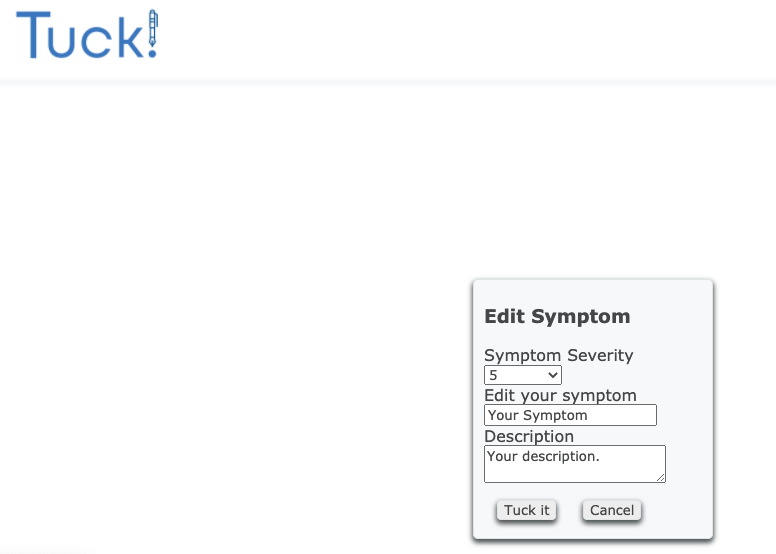 Tuck!
Edit Symptom
Symptom Severity
5
Edit your symptom
Your Symptom
Description
Your description.
Tuck it Cancel